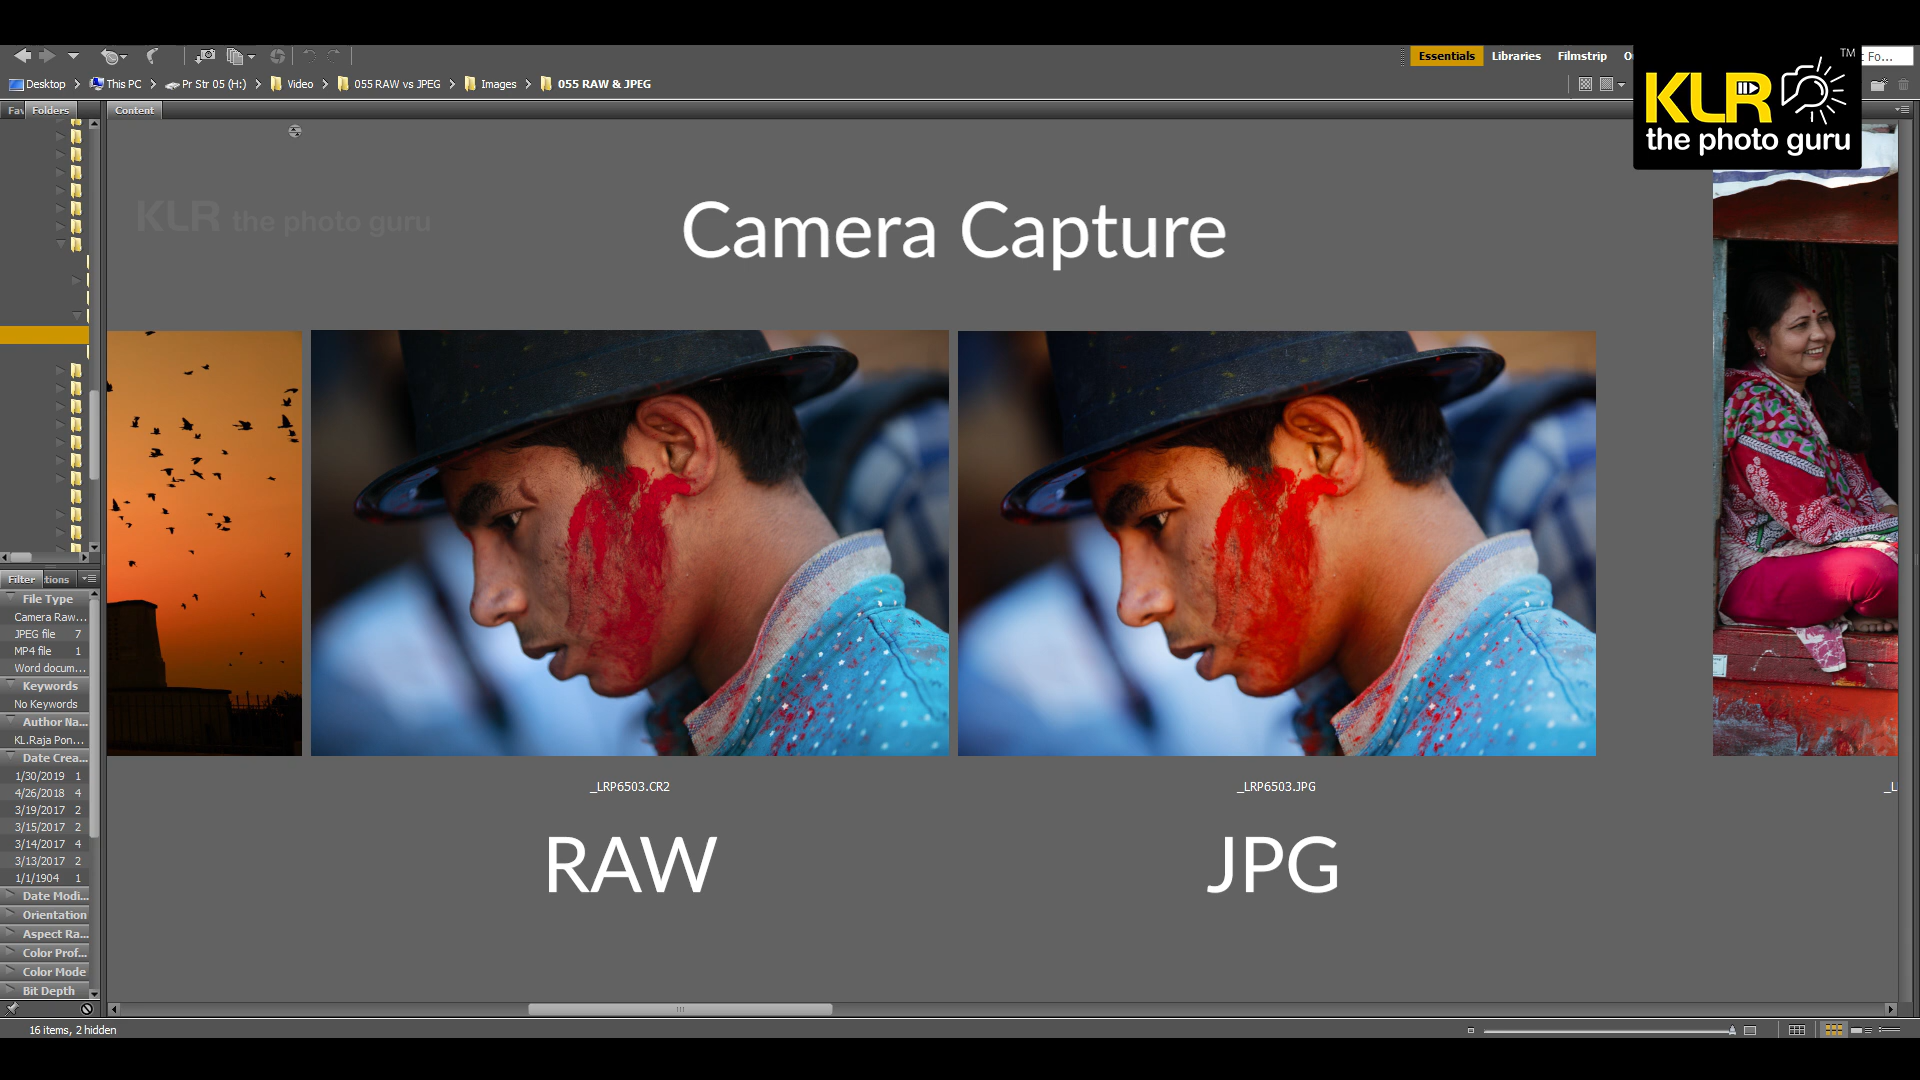 Essentials Libraries Filmstrip O
TM
t Fo...
KLR
the photo guru
Desktop This PC Pr Str 05 (H:) Video 055 RAW vs JPEG Images 055 RAW & JPEG
Fav Folders Content
KLR the photo guru
Camera Capture
Filter ctions
File Type
Camera Raw...
JPEG file 7
MP4 file 1
Word docum...
Keywords
No Keywords
Author Na...
KL.Raja Pon...
Date Crea...
1/30/2019 1
4/26/2018 4
3/19/2017 2
3/15/2017 2
3/14/2017 4
3/13/2017 2
1/1/1904 1
Date Modi...
Orientation
Aspect Ra...
Color Prof...
Color Mode
Bit Depth
_LRP6503.CR2 _LRP6503.JPG _L
RAW JPG
16 items, 2 hidden